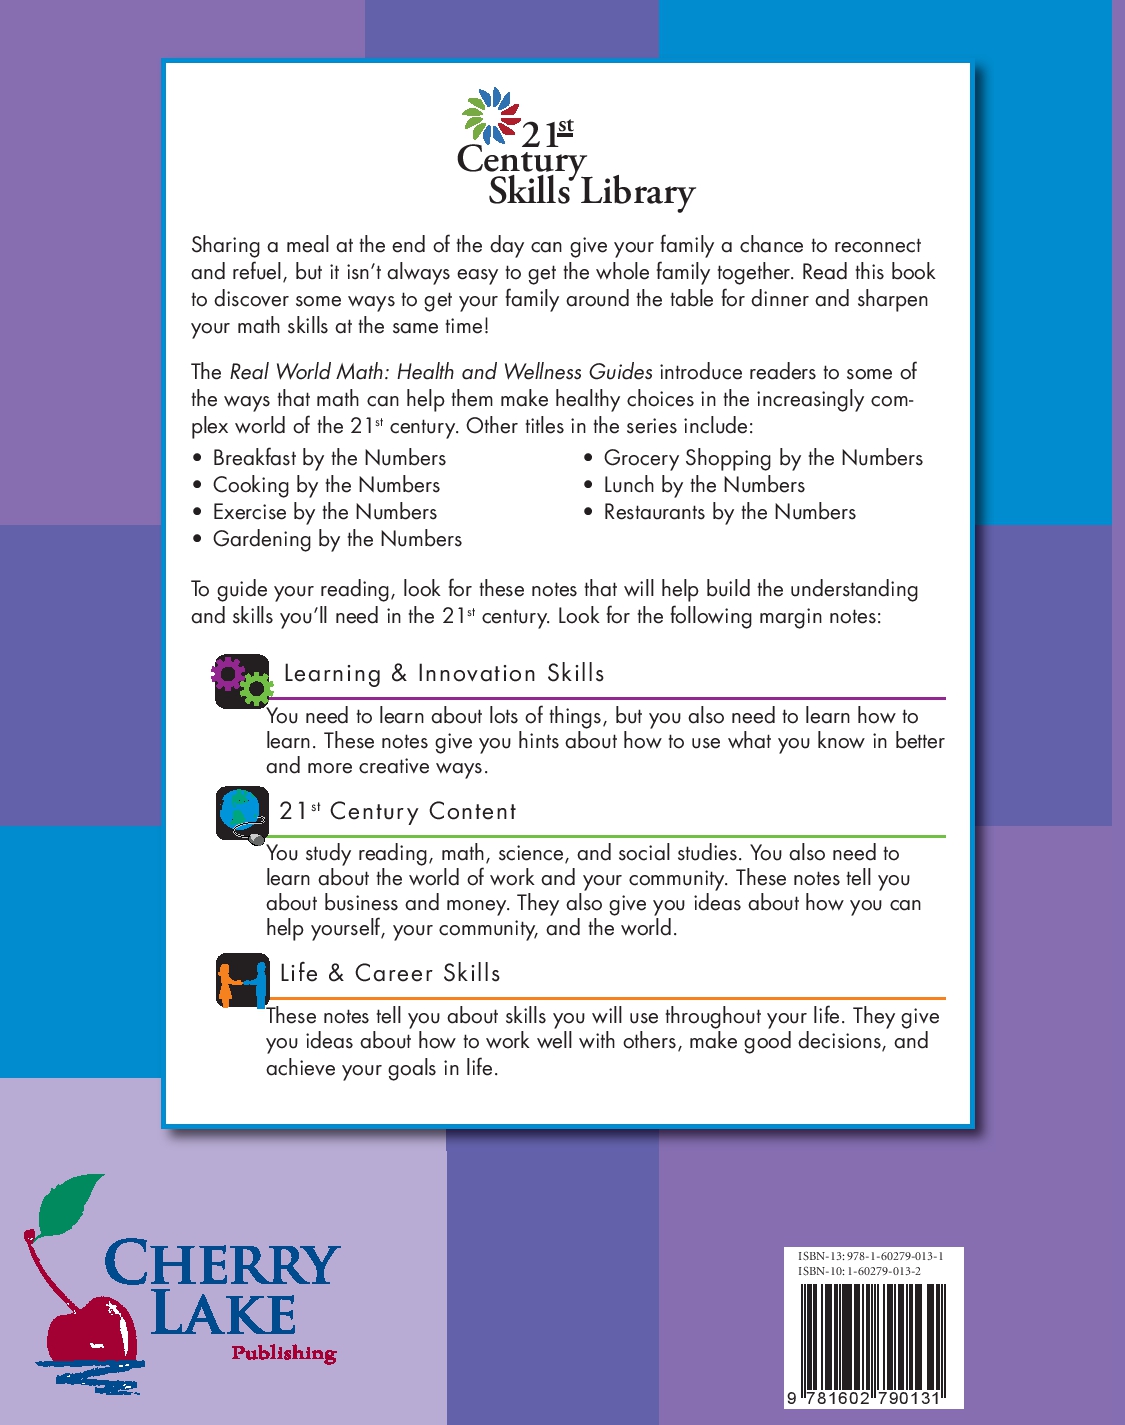 21st
Century
Skills Library
Sharing a meal at the end of the day can give your family a chance to reconnect
and refuel, but it isn't always easy to get the whole family together. Read this book
to discover some ways to get your family around the table for dinner and sharpen
your math skills at the same time!
The Real World Math: Health and Wellness Guides introduce readers to some of
the ways that math can help them make healthy choices in the increasingly com-
plex world of the 21st century. Other titles in the series include:
• Breakfast by the Numbers
• Cooking by the Numbers
• Exercise by the Numbers
• Gardening by the Numbers
• Grocery Shopping by the Numbers
• Lunch by the Numbers
• Restaurants by the Numbers
To guide your reading, look for these notes that will help build the understanding
and skills you'll need in the 21st century. Look for the following margin notes:
Learning & Innovation Skills
You need to learn about lots of things, but you also need to learn how to
learn. These notes give you hints about how to use what you know in better
and more creative ways.
21st Century Content
You study reading, math, science, and social studies. You also need to
learn about the world of work and your community. These notes tell you
about business and money. They also give you ideas about how you can
help yourself, your community, and the world.
Life & Career Skills
These notes tell you about skills you will use throughout your life. They give
you ideas about how to work well with others, make good decisions, and
achieve your goals in life.
CHERRY
LAKE
Publishing
ISBN-13: 978-1-60279-013-1
ISBN-10: 1-60279-013-2
9 781602 790131